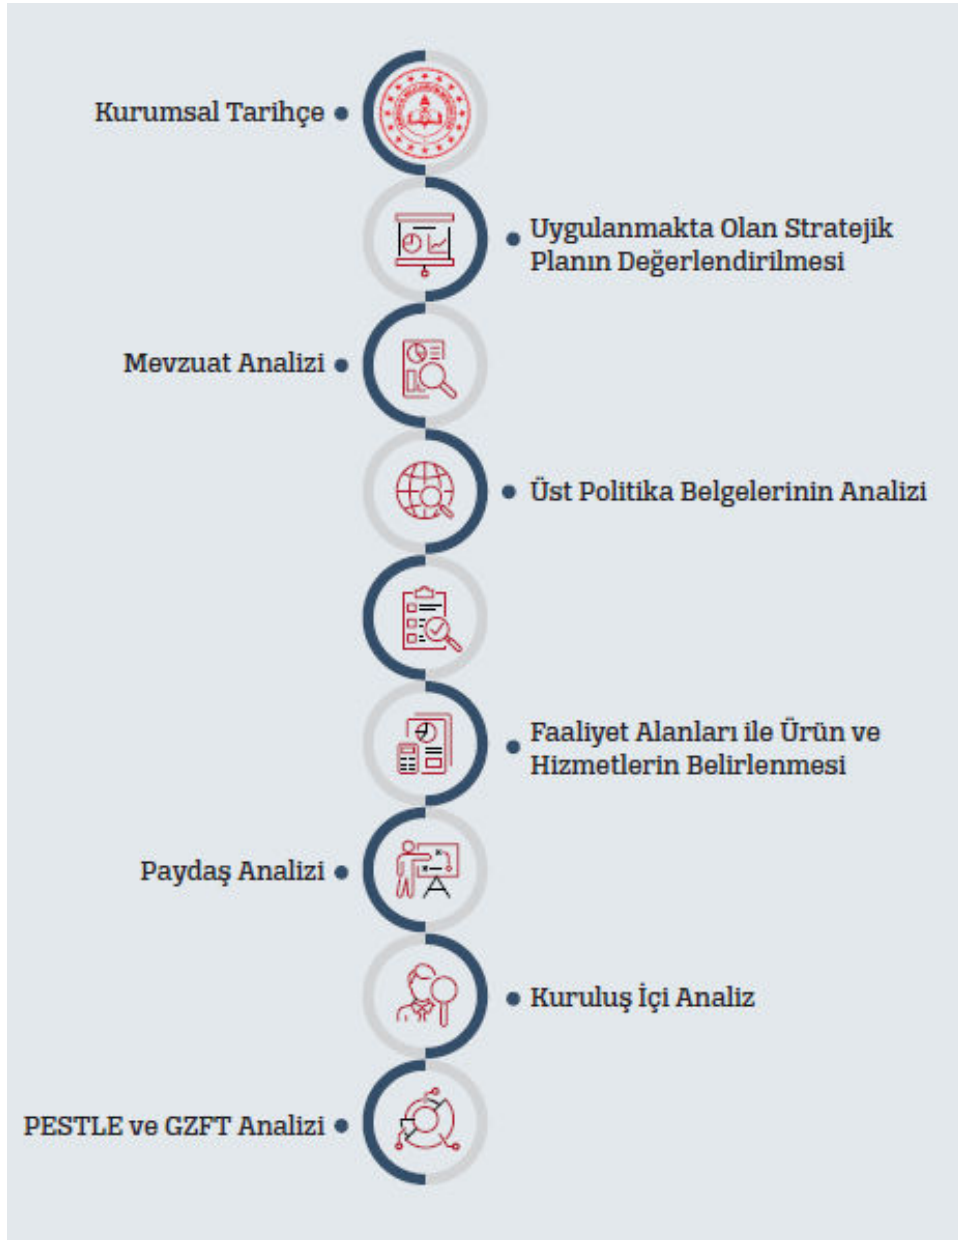 Kurumsal Tarihçe
Uygulanmakta Olan Stratejik
Planın Değerlendirilmesi
Mevzuat Analizi
Üst Politika Belgelerinin Analizi
Faaliyet Alanları ile Ürün ve
Hizmetlerin Belirlenmesi
Paydaş Analizi
Kuruluş İçi Analiz
PESTLE ve GZFT Analizi